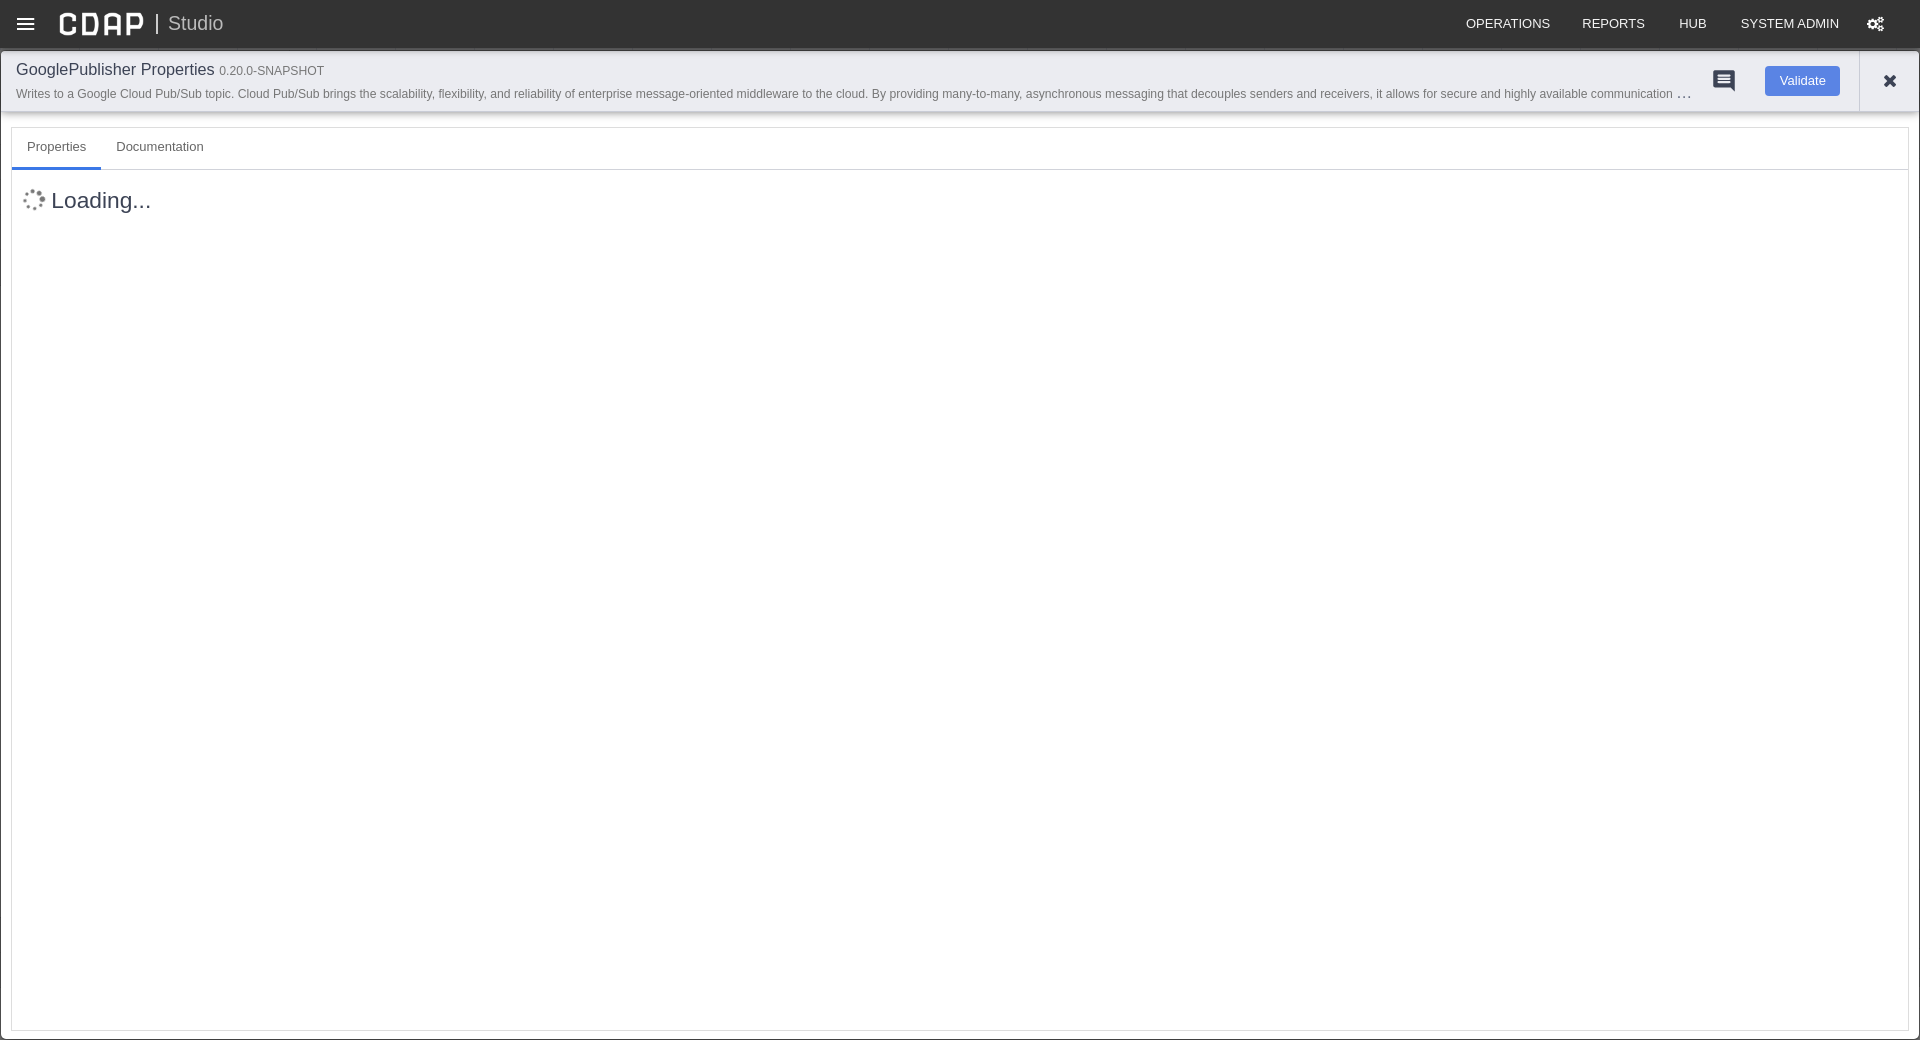 CDAP | Studio
OPERATIONS
REPORTS
HUB
SYSTEM ADMIN
GooglePublisher Properties 0.20.0-SNAPSHOT
Writes to a Google Cloud Pub/Sub topic. Cloud Pub/Sub brings the scalability, flexibility, and reliability of enterprise message-oriented middleware to the cloud. By providing many-to-many, asynchronous messaging that decouples senders and receivers, it allows for secure and highly available communication ...
Validate
Properties
Documentation
Loading...